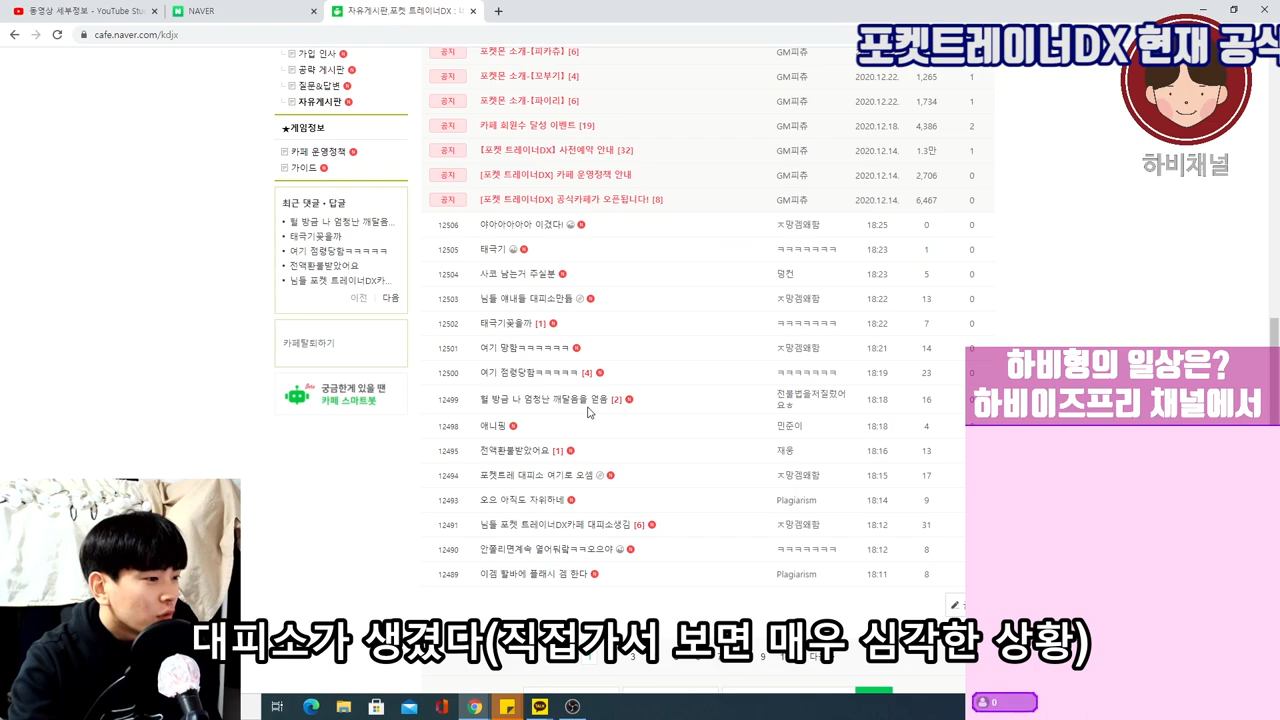 동영상 세부정보 - YouTube Stu
NAVER
자유게시판,포켓 트레이너DX : 네
cafe.naver.com/kdjx
포켓트레이너DX 현재 공식
하비채널
가입 인사
공략 게시판
질문&답변
자유게시판
★게임정보
카페 운영정책
가이드
최근 댓글 • 답글
헐 방금 나 엄청난 깨달음...
태극기꽂을까
여기 점령당함ㅋㅋㅋㅋㅋ
전액환불받았어요
님들 포켓 트레이너DX카...
이전 다음
카페탈퇴하기
궁금한게 있을 땐
카페 스마트봇
공지 포켓몬 소개-【피카츄】 [6] GM피츄
공지 포켓몬 소개-【꼬부기】 [4] GM피츄 2020.12.22. 1,265 1
공지 포켓몬 소개-【파이리】 [6] GM피츄 2020.12.22. 1,734 1
공지 카페 회원수 달성 이벤트 [19] GM피츄 2020.12.18. 4,386 2
공지 【포켓 트레이너DX】 사전예약 안내 [32] GM피츄 2020.12.14. 1.3만 1
공지 [포켓 트레이너DX] 카페 운영정책 안내 GM피츄 2020.12.14. 2,706 0
공지 [포켓 트레이너DX] 공식카페가 오픈됩니다! [8] GM피츄 2020.12.14. 6,467 0
12506 야아아아아아 이겼다! ㅈ망겜왜함 18:25 0 0
12505 태극기 ㅋㅋㅋㅋㅋㅋㅋ 18:23 1 0
12504 사코 남는거 주실분 덩컨 18:23 5 0
12503 님들 얘내들 대피소만듦 ㅈ망겜왜함 18:22 13 0
12502 태극기꽂을까 [1] ㅋㅋㅋㅋㅋㅋㅋ 18:22 7 0
12501 여기 망함ㅋㅋㅋㅋㅋㅋ ㅈ망겜왜함 18:21 14 0
12500 여기 점령당함ㅋㅋㅋㅋㅋ [4] ㅋㅋㅋㅋㅋㅋㅋ 18:19 23
12499 헐 방금 나 엄청난 깨달음을 얻음 [2] 전불법을저질렀어요ㅎ 18:18 16
12498 애니핑 민준이 18:18 4
12495 전액환불받았어요 [1] 재웅 18:16 13
12494 포켓트레 대피소 여기로 오셈 ㅈ망겜왜함 18:15 17
12493 오으 아직도 자위하네 Plagiarism 18:14 9
12491 님들 포켓 트레이너DX카페 대피소생김 [6] ㅈ망겜왜함 18:12 31
12490 안쫄리면계속 열어둬랔ㅋ오으야 ㅋㅋㅋㅋㅋㅋㅋ 18:12 8
12489 이겜 할바에 플래시 겜 한다 Plagiarism 18:11 8
하비형의 일상은?
하비이즈프리 채널에서
대피소가 생겼다(직접가서 보면 매우 심각한 상황)
0